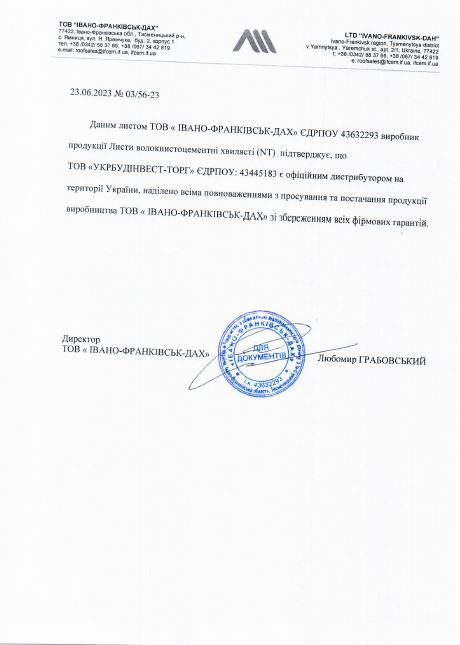 ТОВ "ІВАНО-ФРАНКІВСЬК-ДАХ"
77422, Івано-Франківська обл., Тисменицький р-н,
с. Ямниця, вул. Н. Яремчука, буд. 2, корпус 1
тел. +38 /0342/ 58 37 66, +38 /067/ 34 42 819
e-mail: roofsales@ifcem.if.ua, ifcem.if.ua
LTD "IVANO-FRANKIVSK-DAH"
Ivano-Frankivsk region, Tysmenytsya district
v.Yamnytsya, Yaremchuk st., apt. 2/1, Ukraine, 77422
t: +38 /0342/ 58 37 66, +38 /067/ 34 42 819
e: roofsales@ifcem.if.ua, ifcem.if.ua
23.06.2023 № 03/56-23
Даним листом ТОВ « ІВАНО-ФРАНКІВСЬК-ДАХ» ЄДРПОУ 43632293 виробник
продукції Листи волокнистоцементні хвилясті (NT) підтверджує, що
ТОВ «УКРБУДІНВЕСТ-ТОРГ» ЄДРПОУ: 43445183 є офіційним дистрибутором на
території України, наділено всіма повноваженнями з просування та постачання продукції
виробництва ТОВ « ІВАНО-ФРАНКІВСЬК-ДАХ» зі збереженням всіх фірмових гарантій.
Директор
ТОВ « ІВАНО-ФРАНКІВСЬК-ДАХ»
«ІВАНО-ФРАНКІВСЬК-ДАХ»
ДЛЯ
ДОКУМЕНТІВ
і.к. 43632293
Любомир ГРАБОВСЬКИЙ